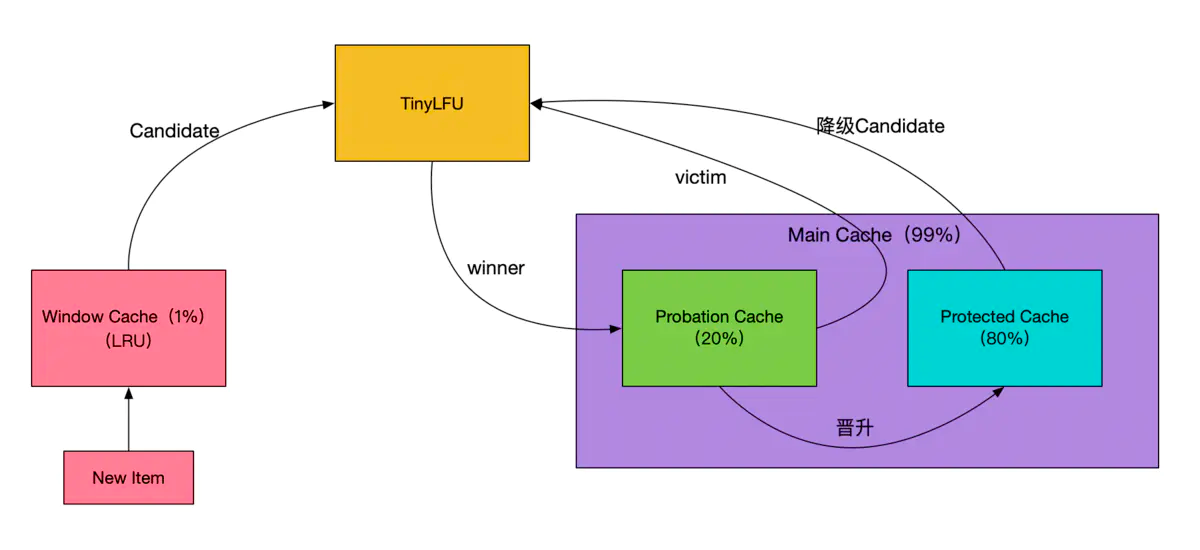 TinyLFU
Candidate
降级Candidate
victim
Main Cache（99%）
winner
Window Cache（1%）
（LRU）
Probation Cache
（20%）
Protected Cache
（80%）
晋升
New Item